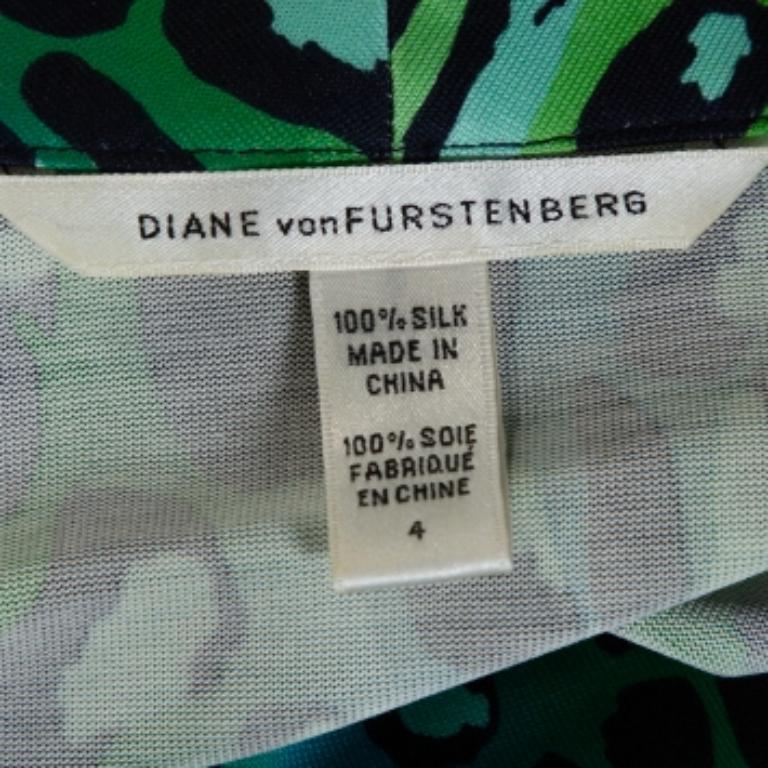 DIANE vonFURSTENBERG
100% SILK
MADE IN
CHINA
100% SOIE
FABRIQUÉ
EN CHINE
4